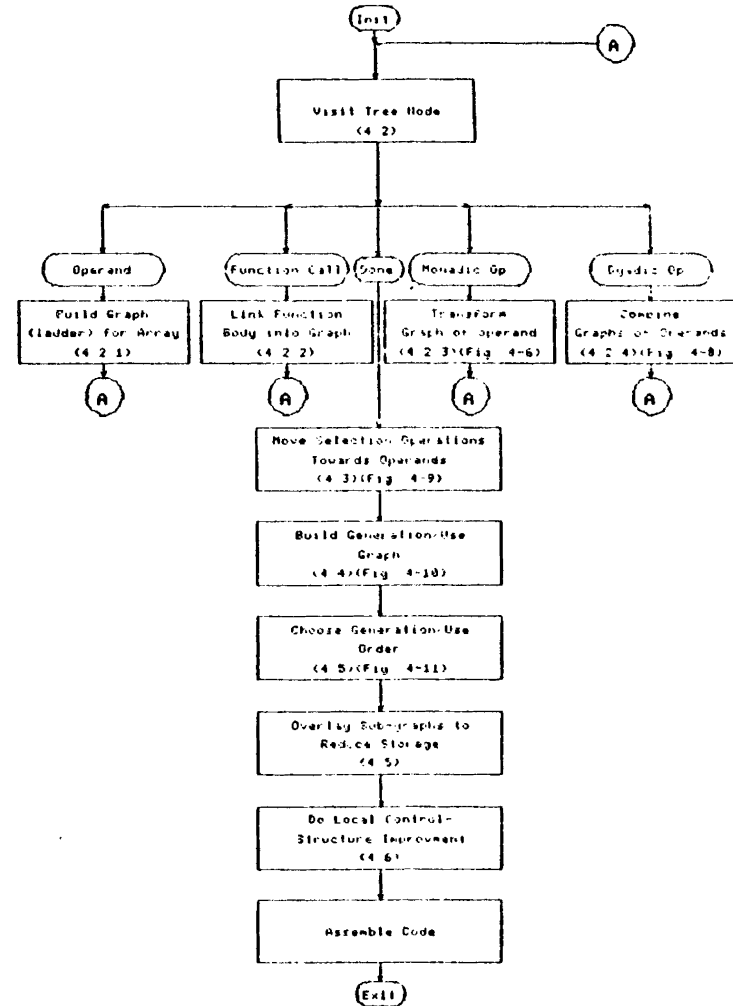 Init
A
Visit Tree Node
(4.2)
Operand
Function Call
Done
Monadic Op
Dyadic Op
Build Graph
(ladder) for Array
(4.2.1)
Link Function
Body into Graph
(4.2.2)
Transform
Graph of operand
(4.2.3)(Fig. 4-6)
Combine
Graphs of Operands
(4.2.4)(Fig. 4-8)
A
A
A
A
Move Selection Operations
Towards Operands
(4.3)(Fig. 4-9)
Build Generation-Use
Graph
(4.4)(Fig. 4-10)
Choose Generation-Use
Order
(4.5)(Fig. 4-11)
Overlay Sub-graphs to
Reduce Storage
(4.5)
Do Local Control-
Structure Improvment
(4.6)
Assemble Code
Exit